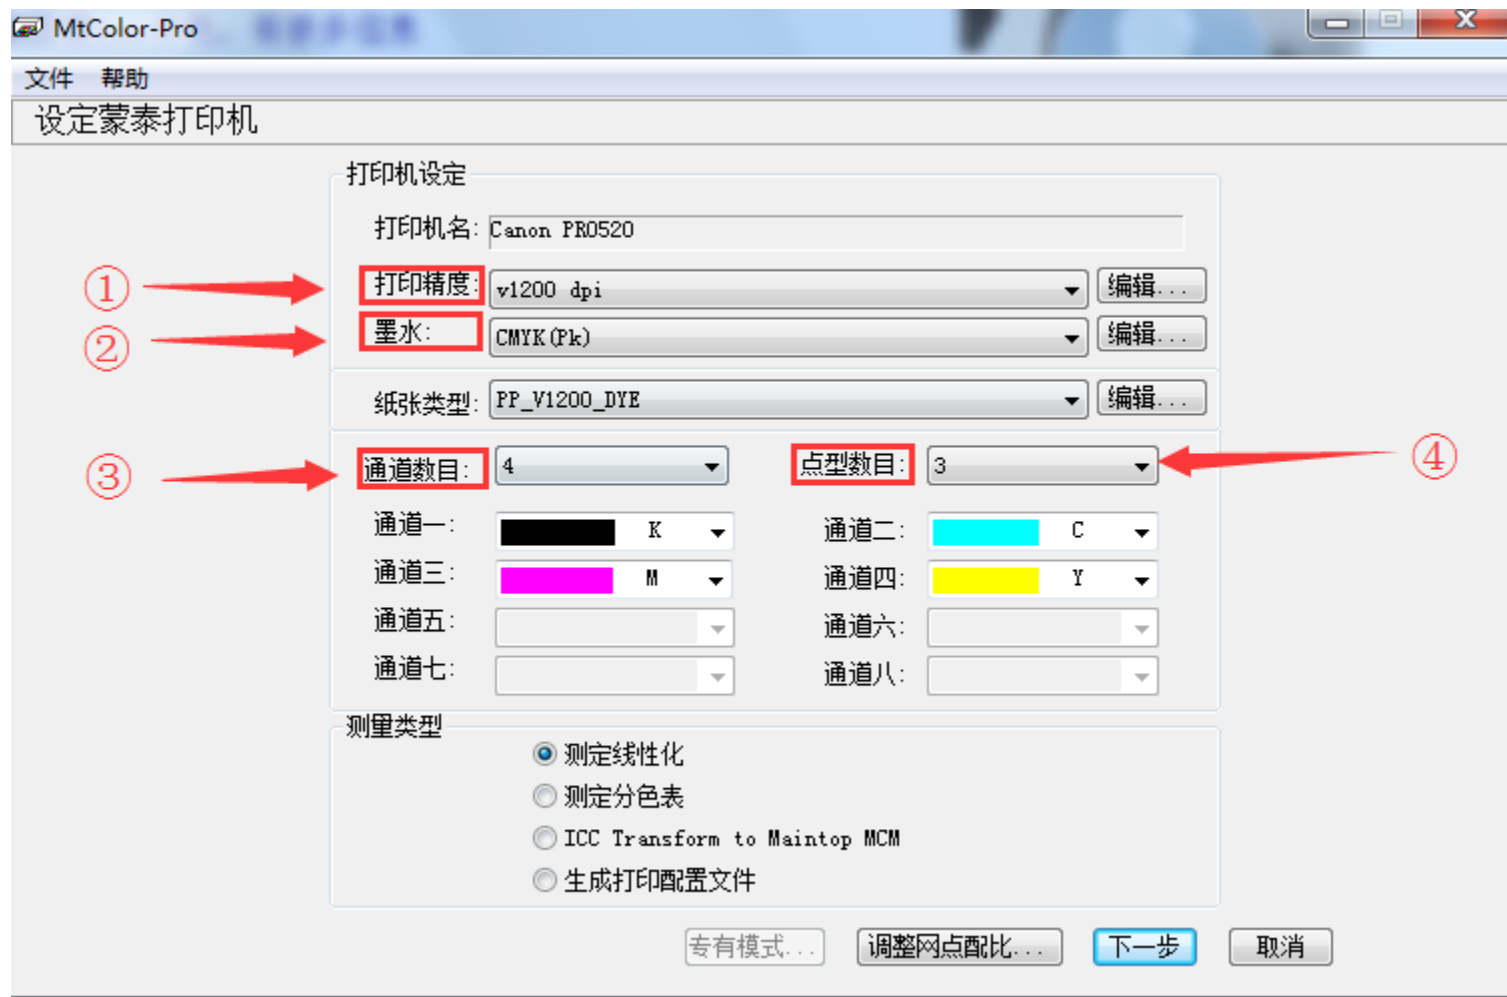 MtColor-Pro
文件 帮助
设定蒙泰打印机
打印机设定
打印机名: Canon PRO520
① 打印精度: v1200 dpi 编辑...
② 墨水: CMYK(Pk) 编辑...
纸张类型: PP_V1200_DYE 编辑...
③ 通道数目: 4 点型数目: 3 ④
通道一: K 通道二: C
通道三: M 通道四: Y
通道五: 通道六:
通道七: 通道八:
测量类型
测定线性化
测定分色表
ICC Transform to Maintop MCM
生成打印配置文件
专有模式... 调整网点配比... 下一步 取消